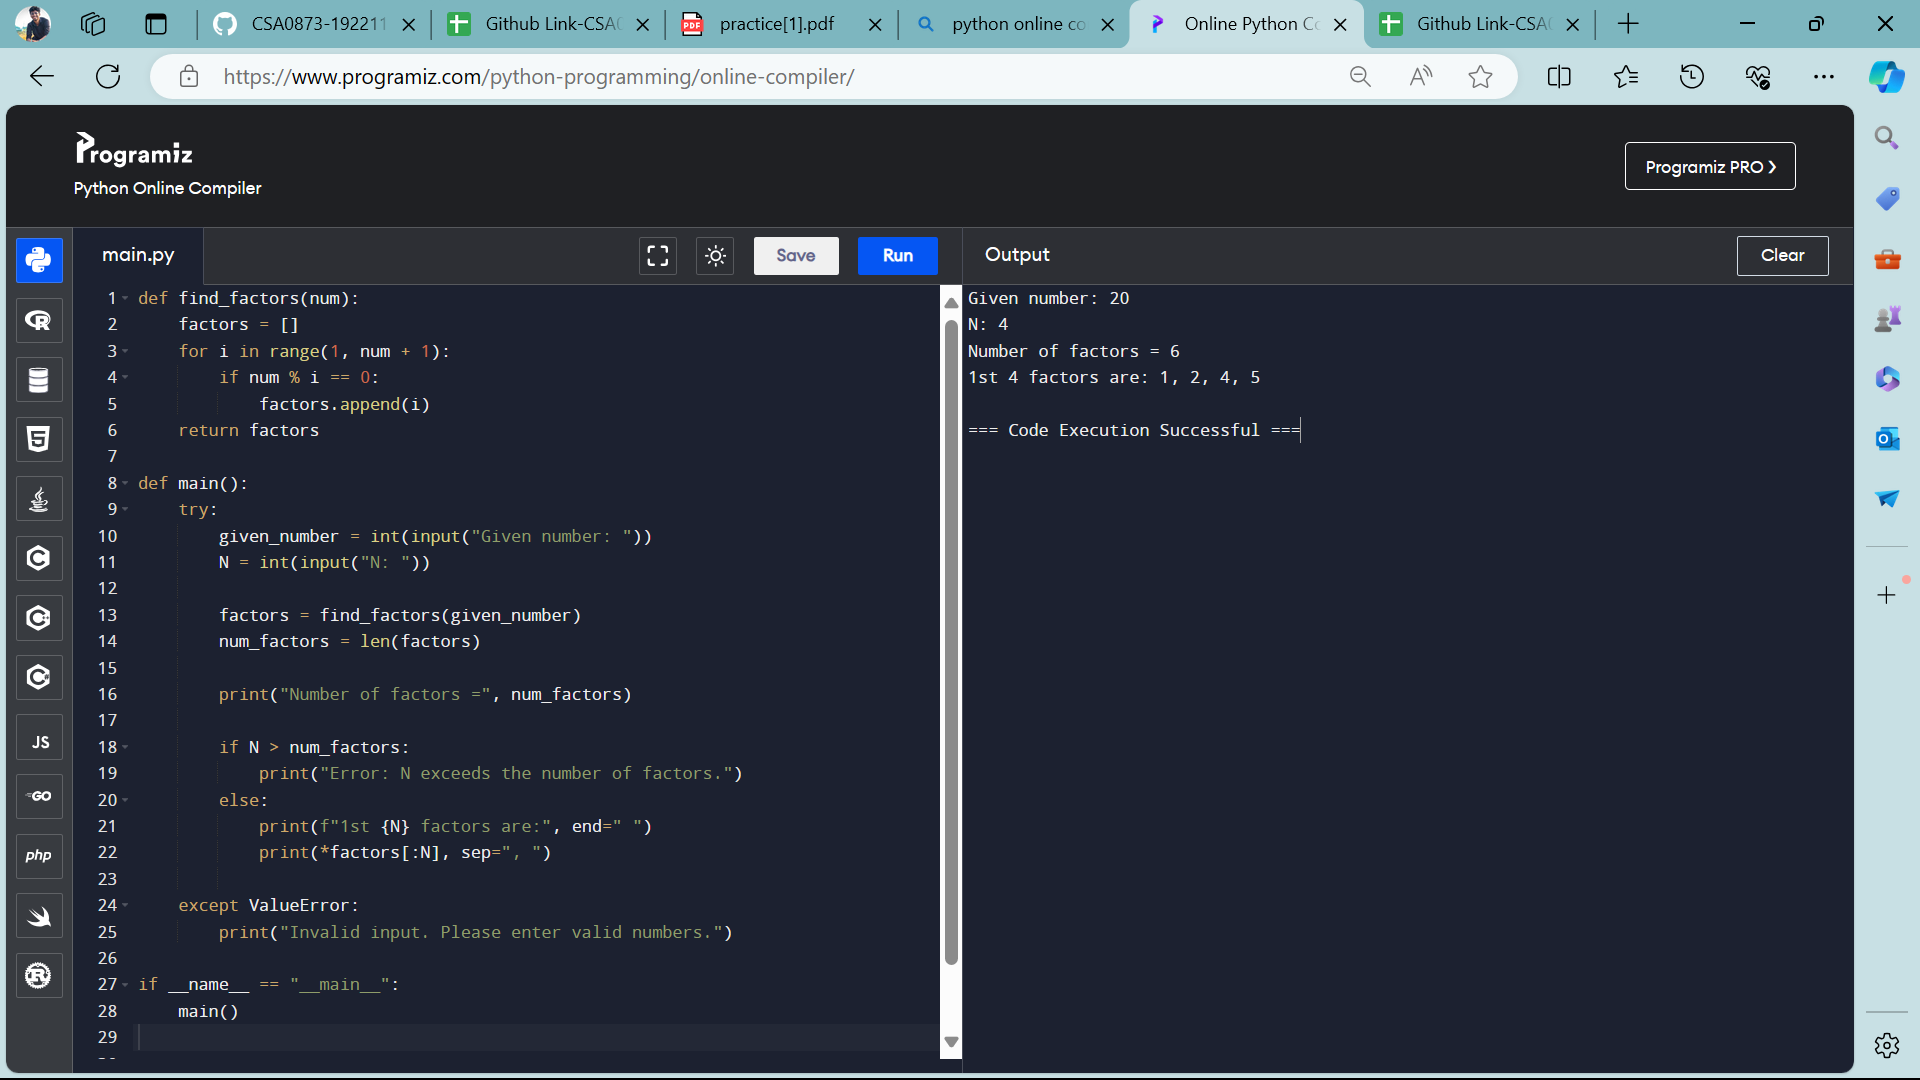 CSA0873-192211
Github Link-CSA
practice[1].pdf
python online co
Online Python Co
Github Link-CSA
https://www.programiz.com/python-programming/online-compiler/
Programiz
Python Online Compiler
Programiz PRO ❯
main.py
Save
Run
Output
Clear
1 def find_factors(num):
2     factors = []
3     for i in range(1, num + 1):
4         if num % i == 0:
5             factors.append(i)
6     return factors
7
8 def main():
9     try:
10         given_number = int(input("Given number: "))
11         N = int(input("N: "))
12
13         factors = find_factors(given_number)
14         num_factors = len(factors)
15
16         print("Number of factors =", num_factors)
17
18         if N > num_factors:
19             print("Error: N exceeds the number of factors.")
20         else:
21             print(f"1st {N} factors are:", end=" ")
22             print(*factors[:N], sep=", ")
23
24     except ValueError:
25         print("Invalid input. Please enter valid numbers.")
26
27 if __name__ == "__main__":
28     main()
29
Given number: 20
N: 4
Number of factors = 6
1st 4 factors are: 1, 2, 4, 5
=== Code Execution Successful ===
JS
GO
php